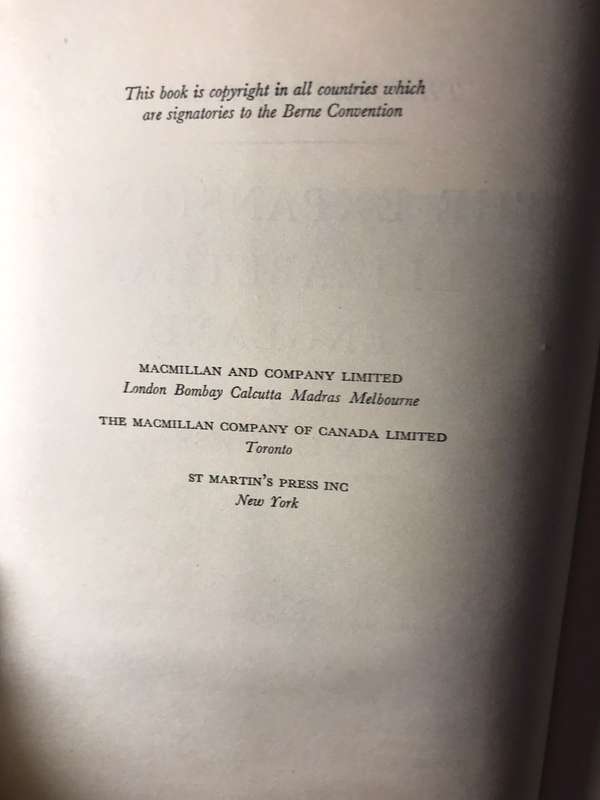 This book is copyright in all countries which
are signatories to the Berne Convention
MACMILLAN AND COMPANY LIMITED
London Bombay Calcutta Madras Melbourne
THE MACMILLAN COMPANY OF CANADA LIMITED
Toronto
ST MARTIN'S PRESS INC
New York